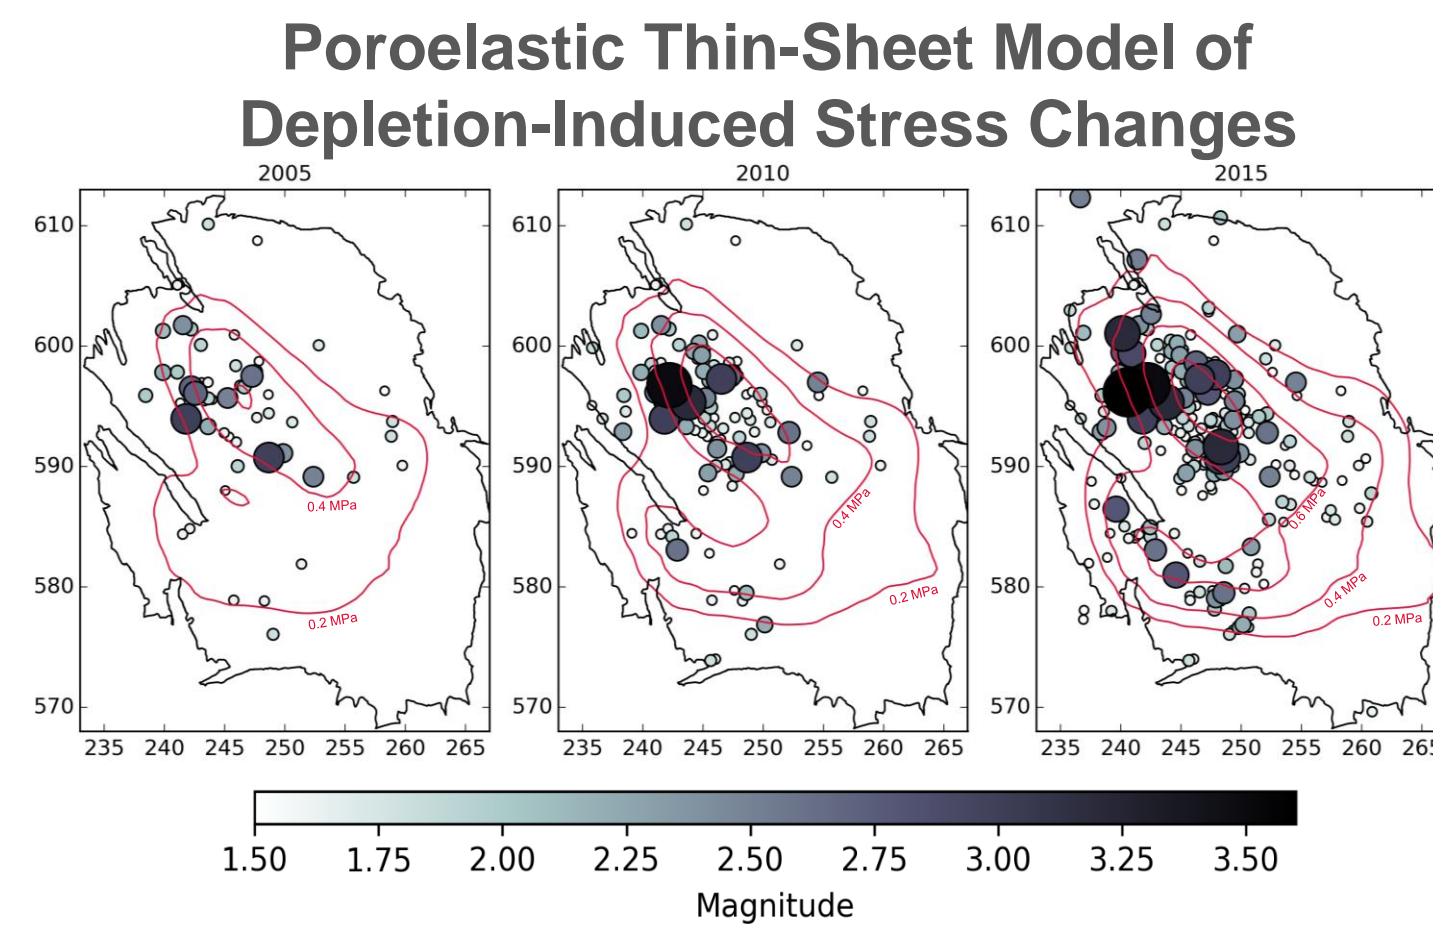 Poroelastic Thin-Sheet Model of
Depletion-Induced Stress Changes
2005
2010
2015
610
600
590
580
570
0.4 MPa
0.2 MPa
235 240 245 250 255 260 265
610
600
590
580
570
0.4 MPa
0.2 MPa
235 240 245 250 255 260 265
610
600
590
580
570
0.6 MPa
0.4 MPa
0.2 MPa
235 240 245 250 255 260 265
1.50 1.75 2.00 2.25 2.50 2.75 3.00 3.25 3.50
Magnitude